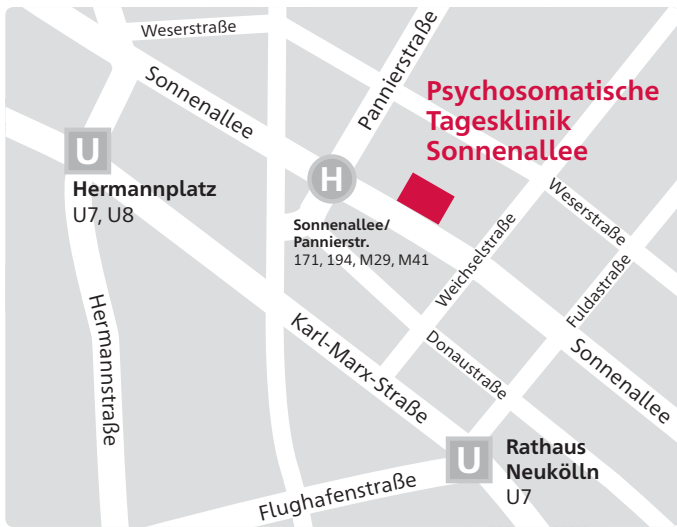 Weserstraße
Sonnenallee
Pannierstraße
Psychosomatische
Tagesklinik
Sonnenallee
U
Hermannplatz
U7, U8
H
Sonnenallee/
Pannierstr.
171, 194, M29, M41
Weserstraße
Weichselstraße
Fuldastraße
Hermannstraße
Karl-Marx-Straße
Donaustraße
Sonnenallee
U
Rathaus
Neukölln
U7
Flughafenstraße